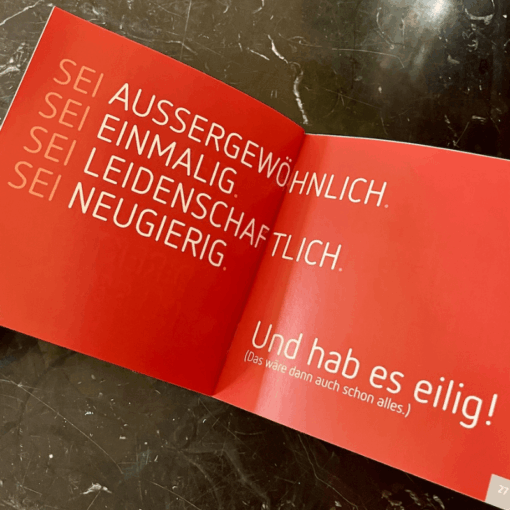 SEI AUSSERGEWÖHNLICH.
SEI EINMALIG.
SEI LEIDENSCHAFTLICH.
SEI NEUGIERIG.
Und hab es eilig!
(Das wäre dann auch schon alles.)
27